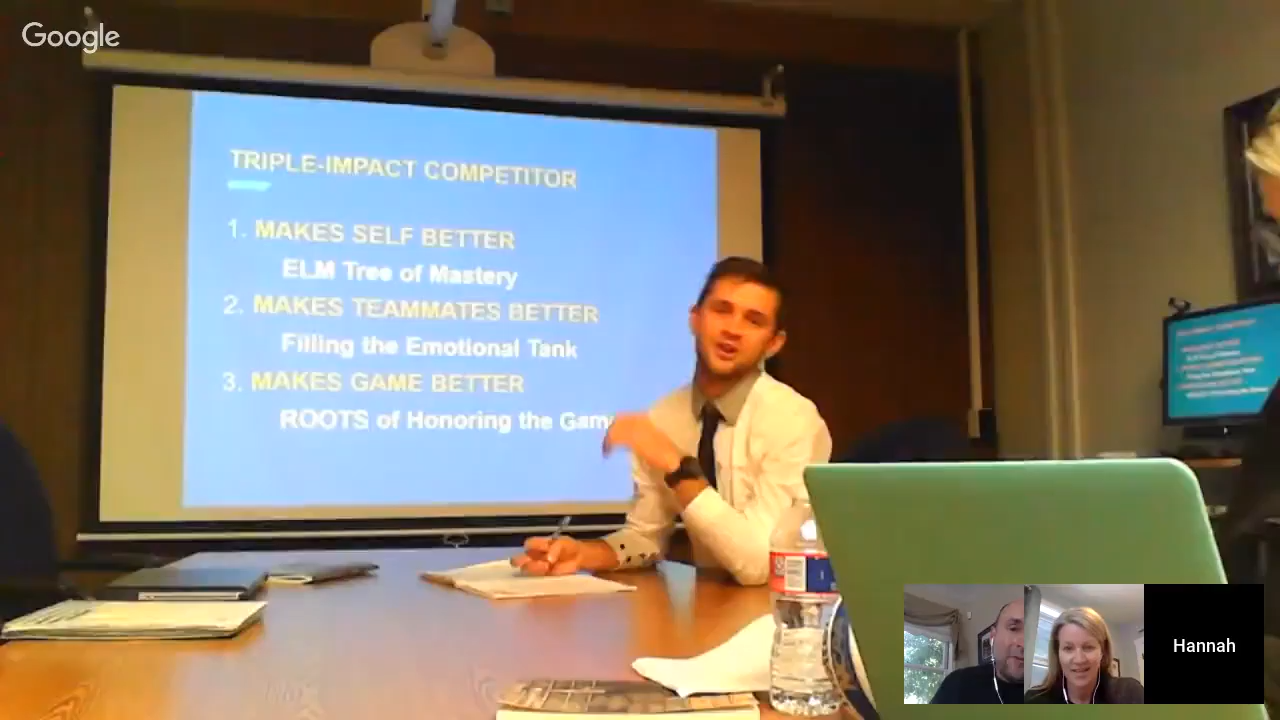 Google
TRIPLE-IMPACT COMPETITOR
1. MAKES SELF BETTER
ELM Tree of Mastery
2. MAKES TEAMMATES BETTER
Filling the Emotional Tank
3. MAKES GAME BETTER
ROOTS of Honoring the Game
Hannah